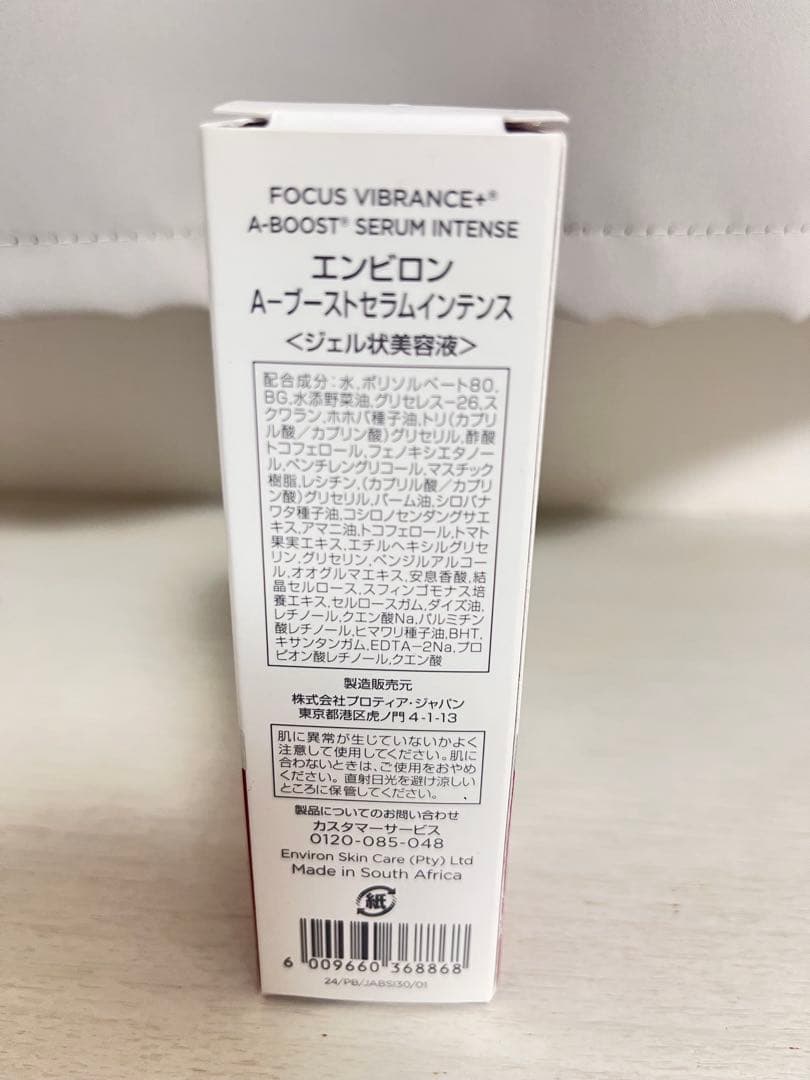 FOCUS VIBRANCE+®
A-BOOST® SERUM INTENSE
エンビロン
A-ブーストセラムインテンス
<ジェル状美容液>
配合成分:水,ポリソルベート80,
BG,水添野菜油,グリセレス-26,ス
クワラン,ホホバ種子油,トリ(カプリ
ル酸/カプリン酸)グリセリル,酢酸
トコフェロール,フェノキシエタノー
ル,ペンチレングリコール,マスチック
樹脂,レシチン,(カプリル酸/カプリ
ン酸)グリセリル,パーム油,シロバナ
ワタ種子油,コシロノセンダングサエ
キス,アマニ油,トコフェロール,トマト
果実エキス,エチルヘキシルグリセ
リン,グリセリン,ベンジルアルコー
ル,オオグルマエキス,安息香酸,結
晶セルロース,スフィンゴモナス培
養エキス,セルロースガム,ダイズ油,
レチノール,クエン酸Na,パルミチン
酸レチノール,ヒマワリ種子油,BHT,
キサンタンガム,EDTA-2Na,プロ
ピオン酸レチノール,クエン酸
製造販売元
株式会社プロティア・ジャパン
東京都港区虎ノ門4-1-13
肌に異常が生じていないかよく
注意して使用してください。肌に
合わないときは、ご使用をおやめ
ください。直射日光を避け涼しい
ところに保管してください。
製品についてのお問い合わせ
カスタマーサービス
0120-085-048
Environ Skin Care (Pty) Ltd
Made in South Africa
紙
6 009660 368868
24/PB/JABSI30/01